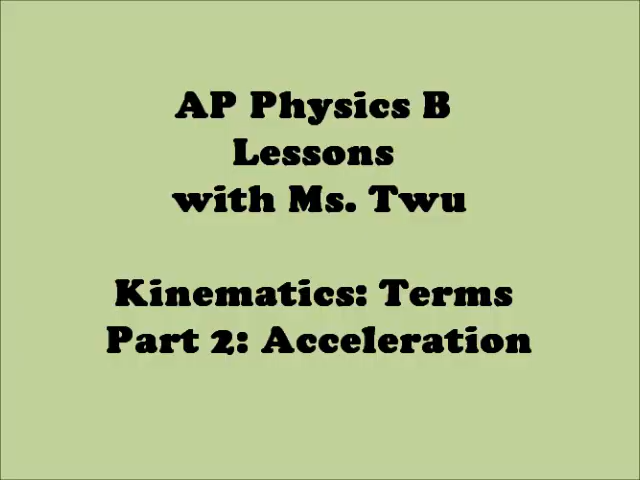 AP Physics B
Lessons
with Ms. Twu
Kinematics: Terms
Part 2: Acceleration